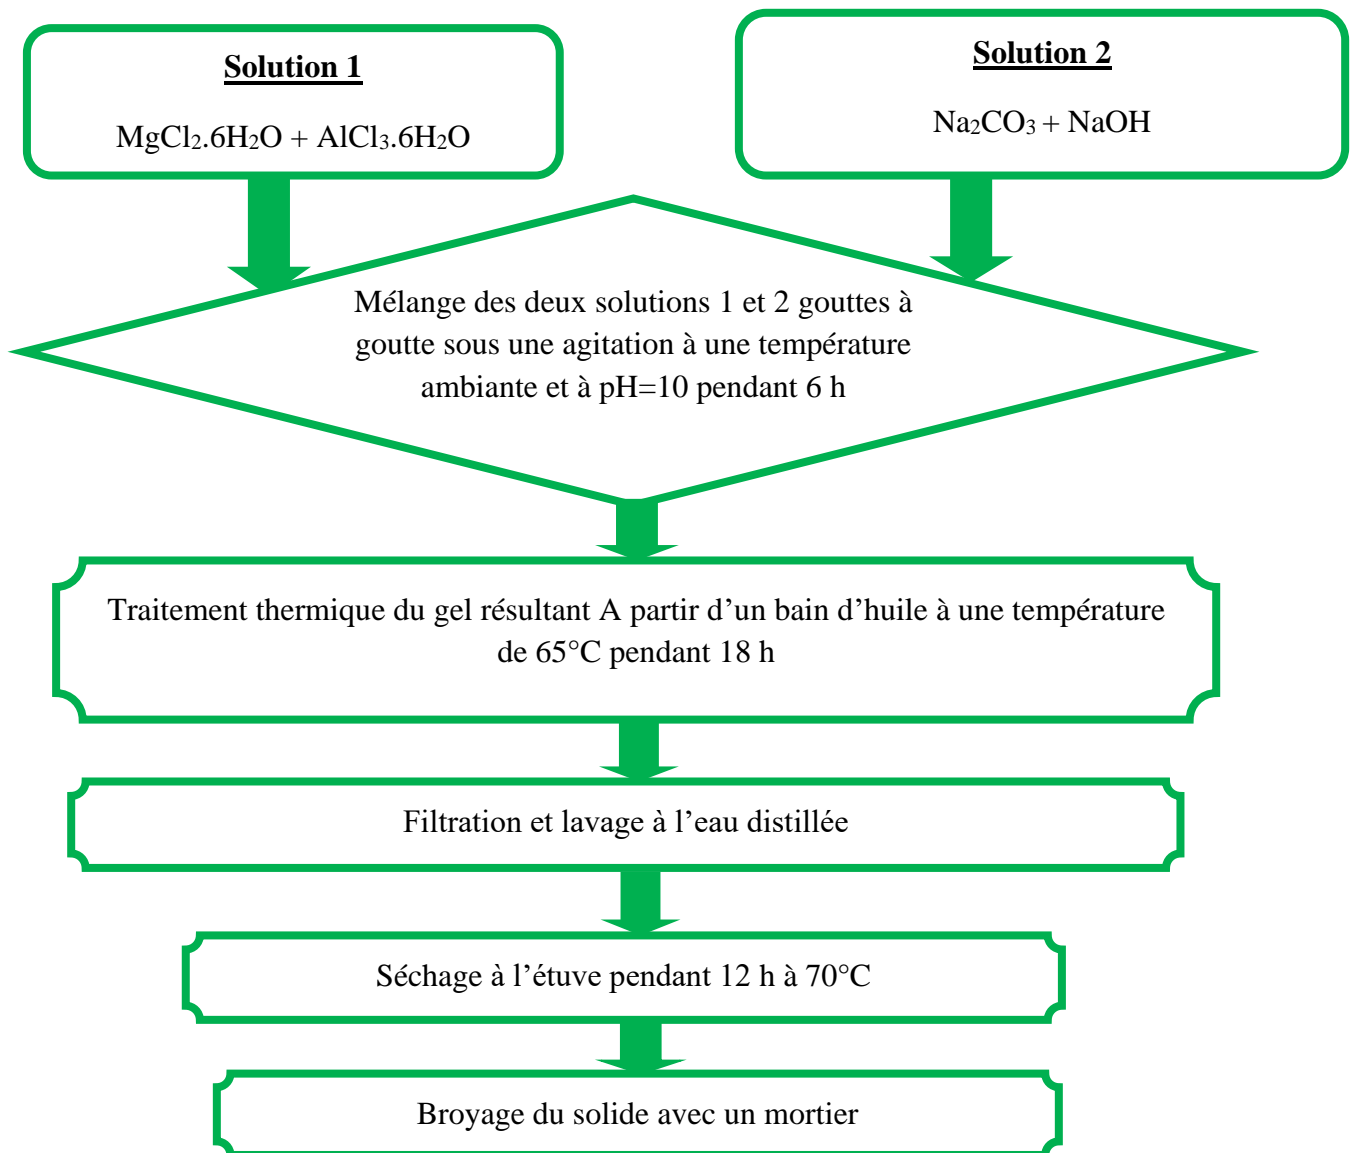 Solution 1
MgCl₂.6H₂O + AlCl₃.6H₂O
Solution 2
Na₂CO₃ + NaOH
Mélange des deux solutions 1 et 2 gouttes à
goutte sous une agitation à une température
ambiante et à pH=10 pendant 6 h
Traitement thermique du gel résultant A partir d’un bain d’huile à une température
de 65°C pendant 18 h
Filtration et lavage à l’eau distillée
Séchage à l’étuve pendant 12 h à 70°C
Broyage du solide avec un mortier